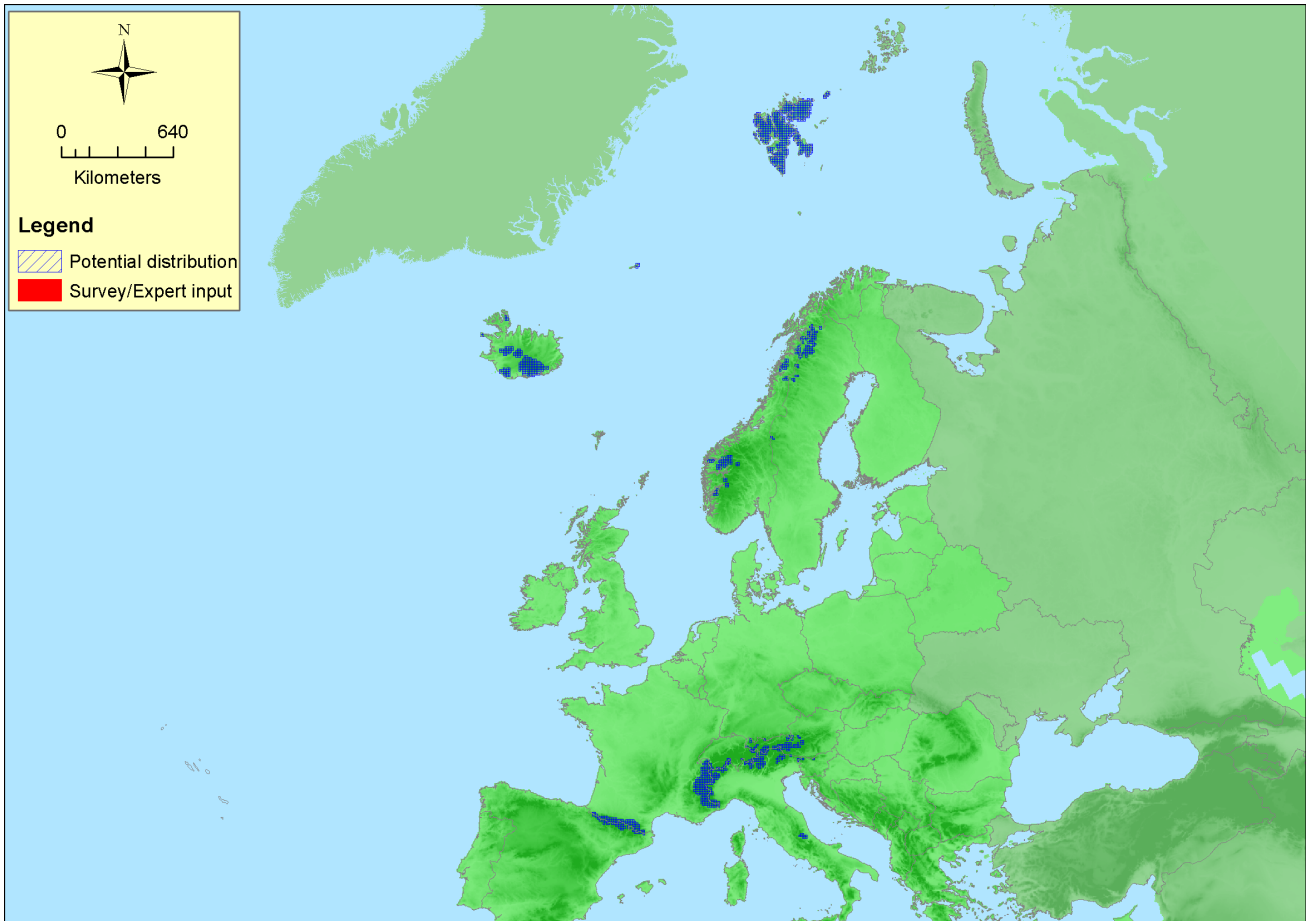 N
0 640
Kilometers
Legend
Potential distribution
Survey/Expert input